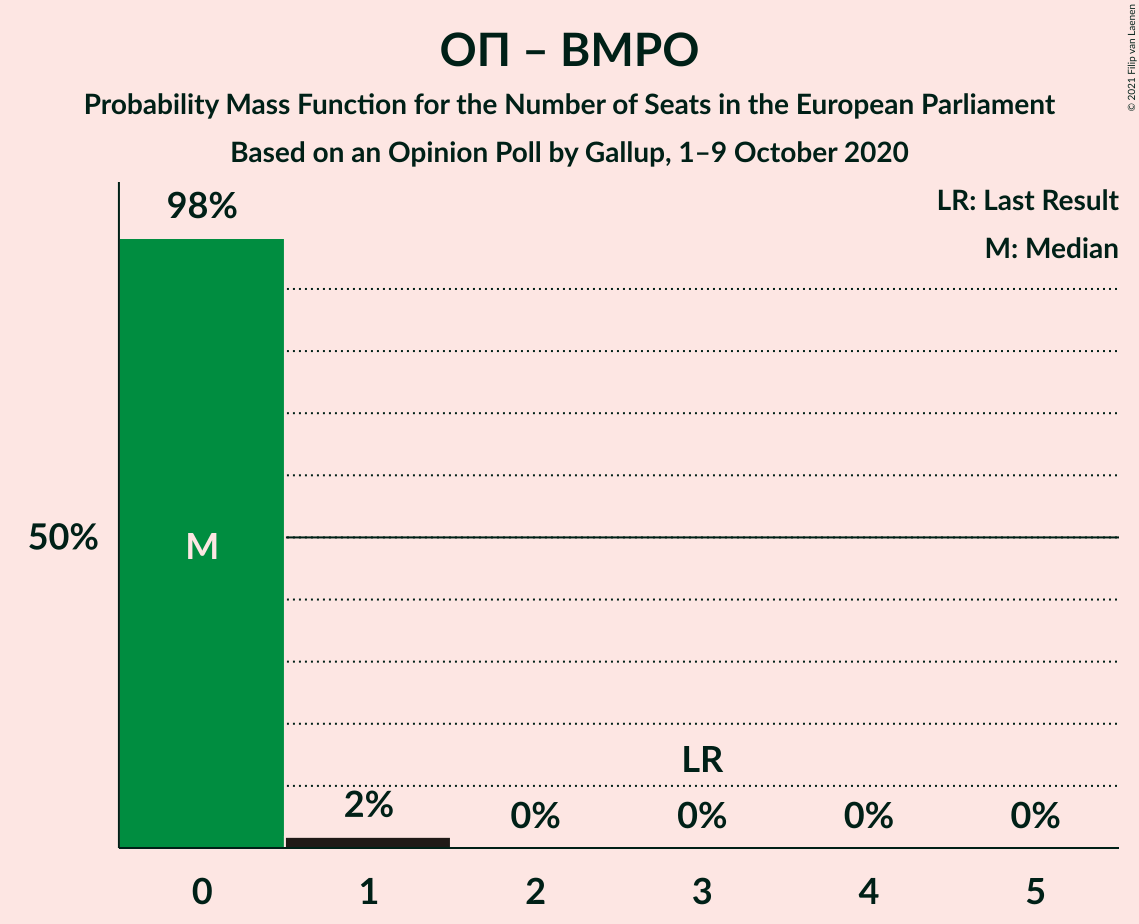 ОП – ВМРО
Probability Mass Function for the Number of Seats in the European Parliament
Based on an Opinion Poll by Gallup, 1–9 October 2020
© 2021 Filip van Laenen
LR: Last Result
M: Median
98%
50%
M
LR
2%
0%
0%
0%
0%
0
1
2
3
4
5